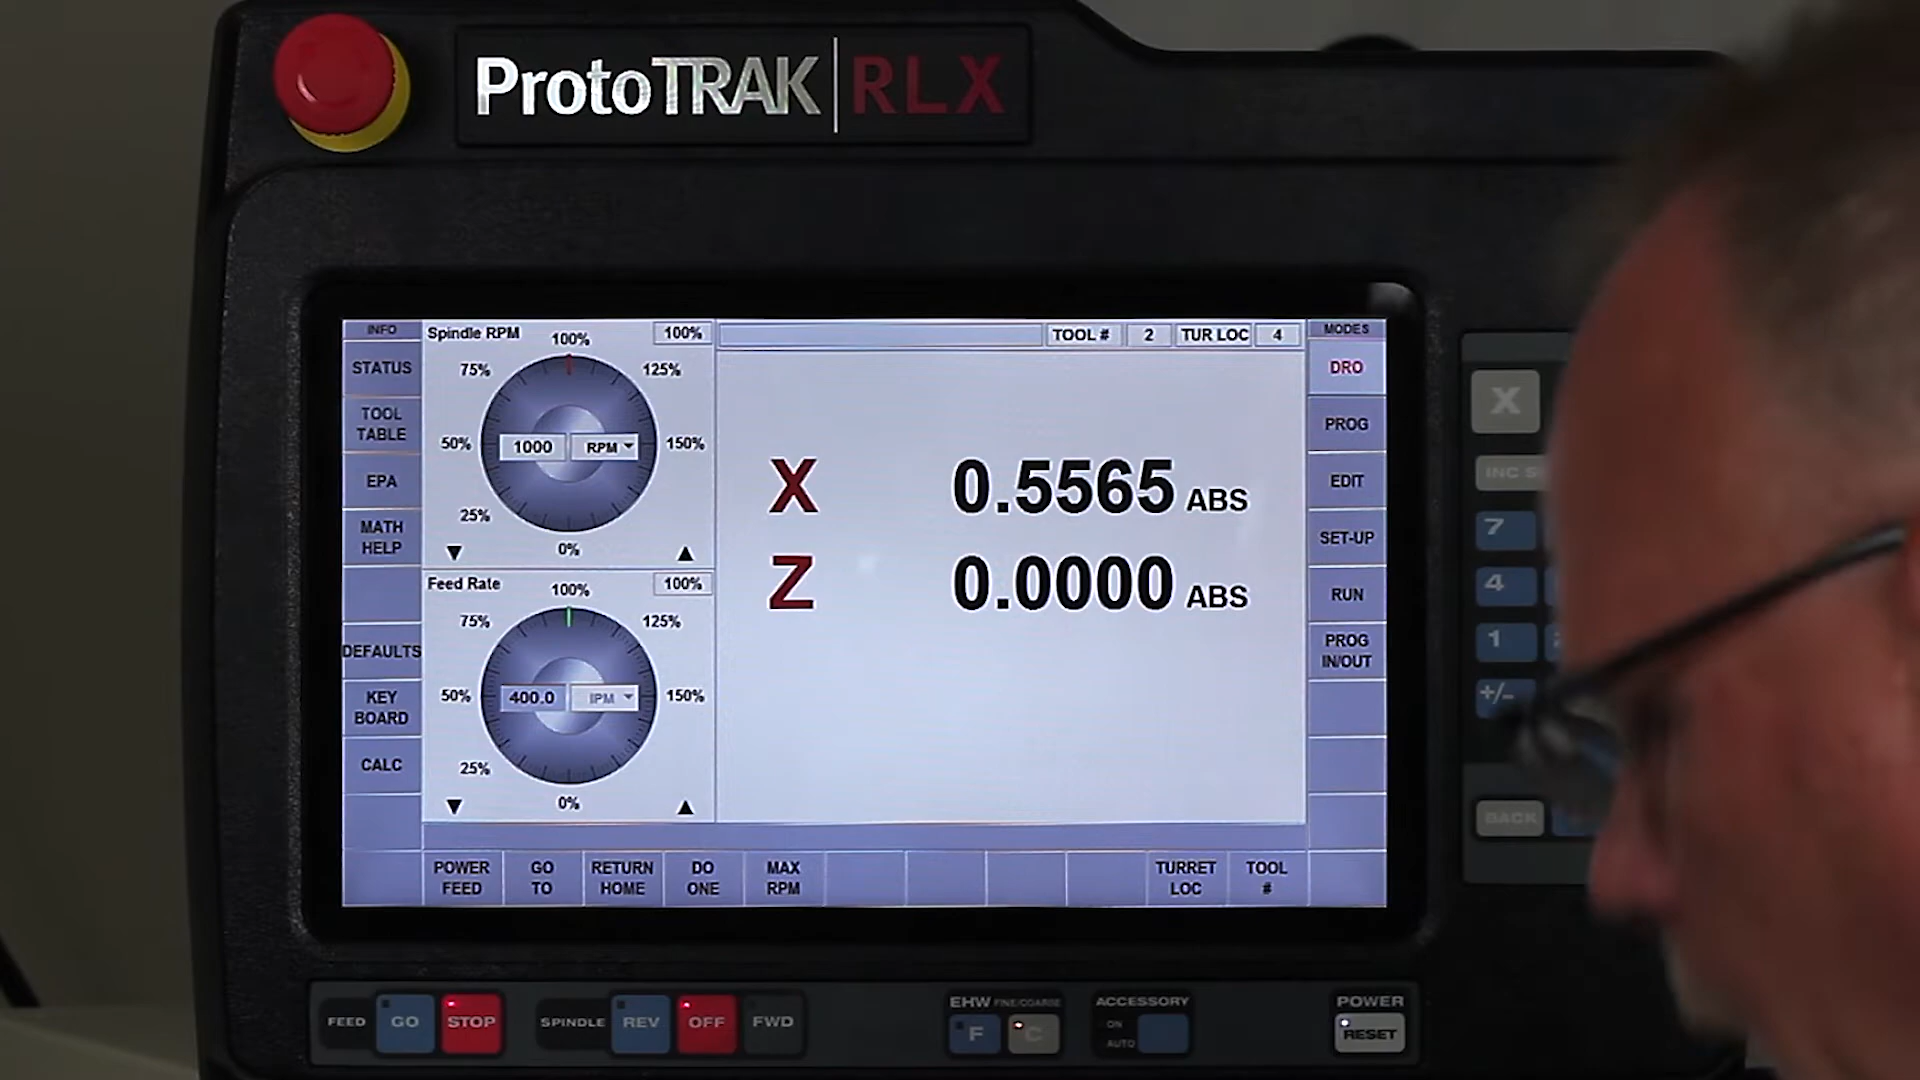 ProtoTRAK RLX
INFO
STATUS
TOOL
TABLE
EPA
MATH
HELP
DEFAULTS
KEY
BOARD
CALC
Spindle RPM
100%
100%
75%
125%
50%
1000
RPM
150%
25%
0%
Feed Rate
100%
100%
75%
125%
50%
400.0
IPM
150%
25%
0%
TOOL #
2
TUR LOC
4
X 0.5565 ABS
Z 0.0000 ABS
MODES
DRO
PROG
EDIT
SET-UP
RUN
PROG
IN/OUT
POWER
FEED
GO
TO
RETURN
HOME
DO
ONE
MAX
RPM
TURRET
LOC
TOOL
#
X
INC
7
4
1
+/-
BACK
FEED
GO
STOP
SPINDLE
REV
OFF
FWD
EHW FINE/COARSE
F
C
ACCESSORY
ON
AUTO
POWER
RESET